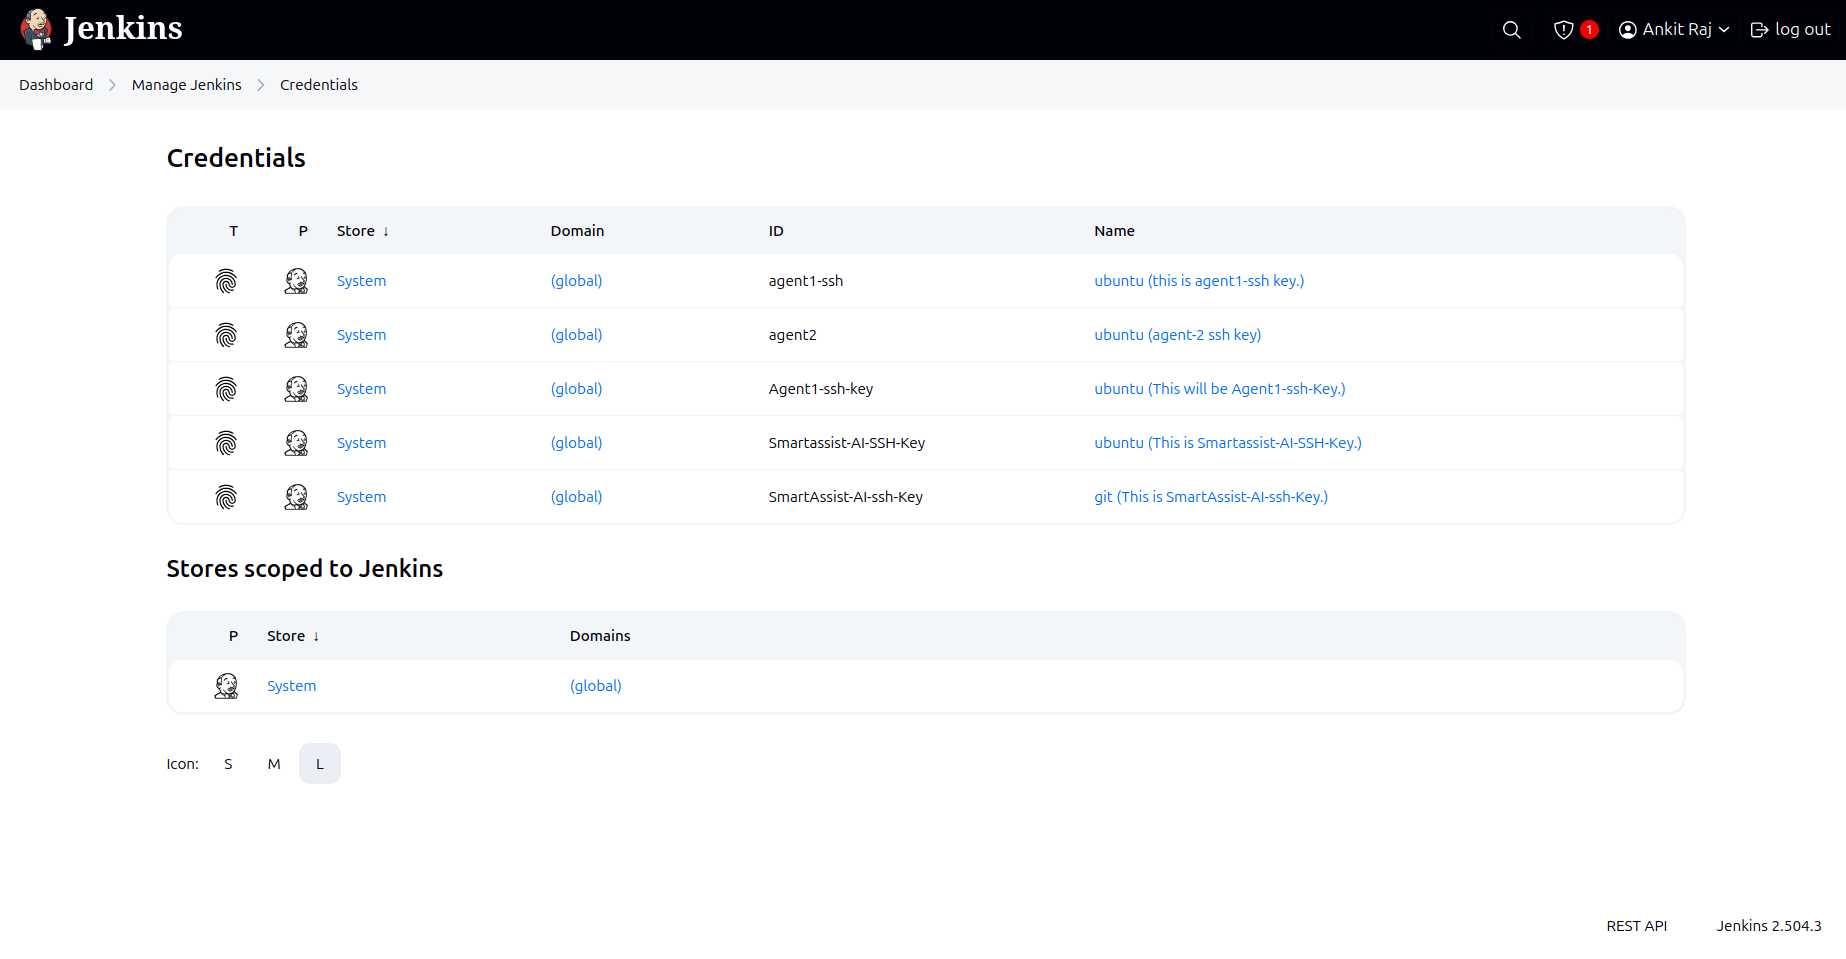 Jenkins 1 Ankit Raj log out
Dashboard Manage Jenkins Credentials
Credentials
T P Store ↓ Domain ID Name
System (global) agent1-ssh ubuntu (this is agent1-ssh key.)
System (global) agent2 ubuntu (agent-2 ssh key)
System (global) Agent1-ssh-key ubuntu (This will be Agent1-ssh-Key.)
System (global) Smartassist-AI-SSH-Key ubuntu (This is Smartassist-AI-SSH-Key.)
System (global) SmartAssist-AI-ssh-Key git (This is SmartAssist-AI-ssh-Key.)
Stores scoped to Jenkins
P Store ↓ Domains
System (global)
Icon: S M L
REST API Jenkins 2.504.3